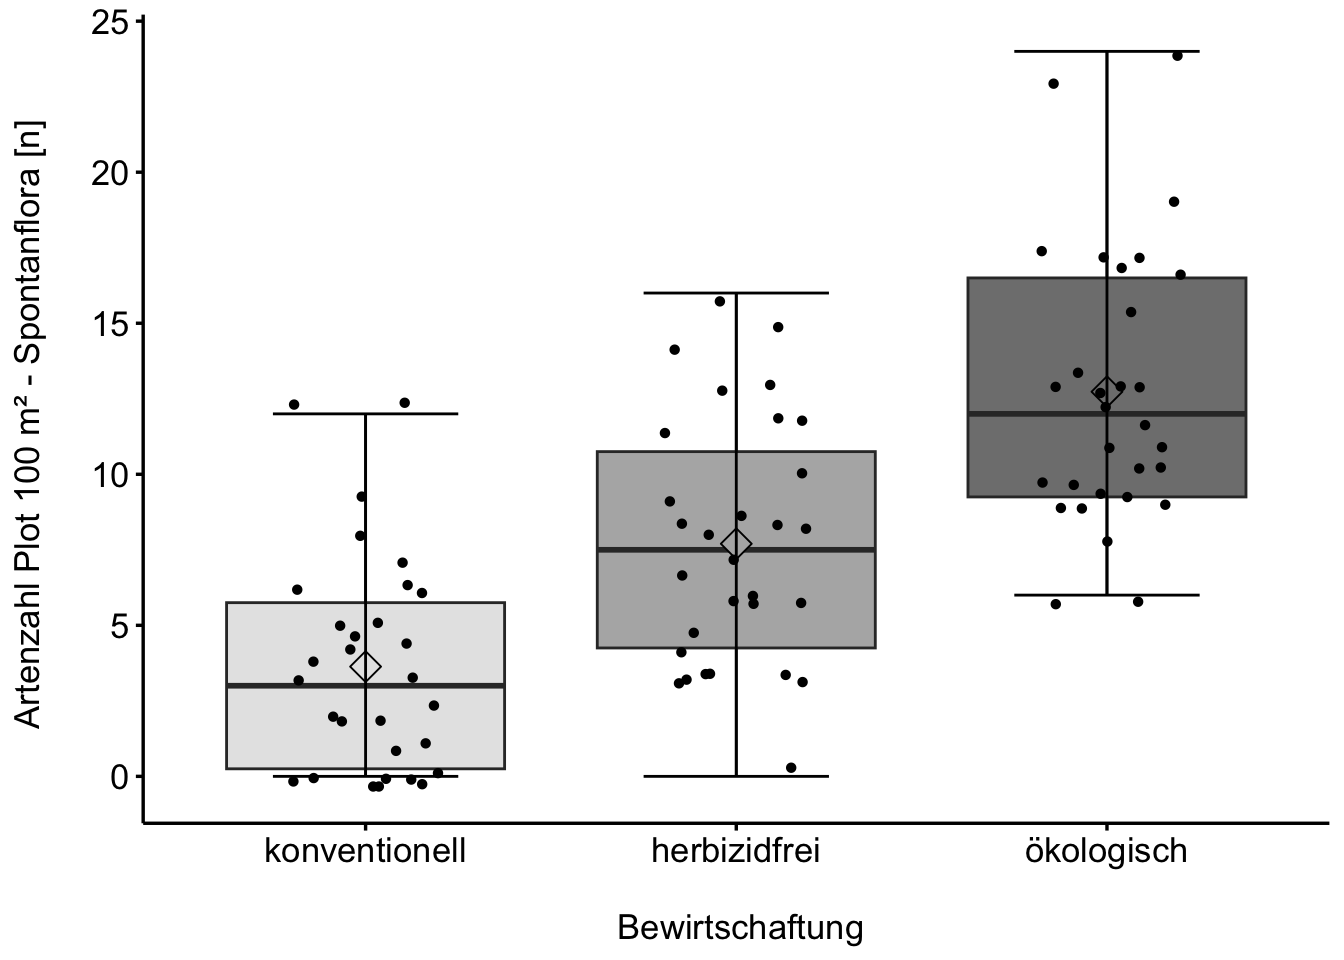 Artenzahl Plot 100 m² - Spontanflora [n]
25
20
15
10
5
0
konventionell
herbizidfrei
ökologisch
Bewirtschaftung